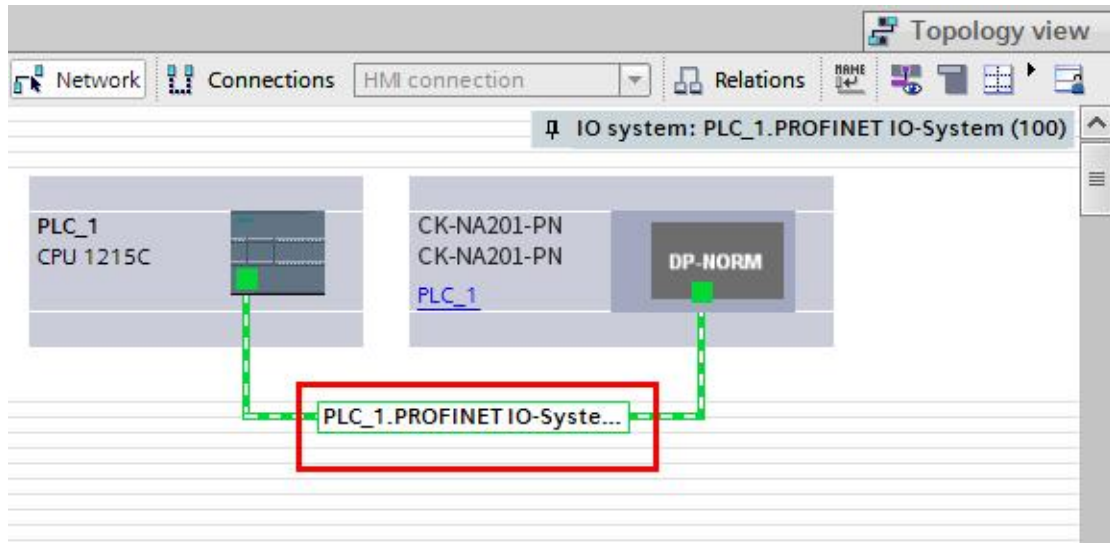 Topology view
Network Connections HMI connection Relations NAME
IO system: PLC_1.PROFINET IO-System (100)
PLC_1
CPU 1215C
CK-NA201-PN
CK-NA201-PN
PLC_1
DP-NORM
PLC_1.PROFINET IO-Syste...